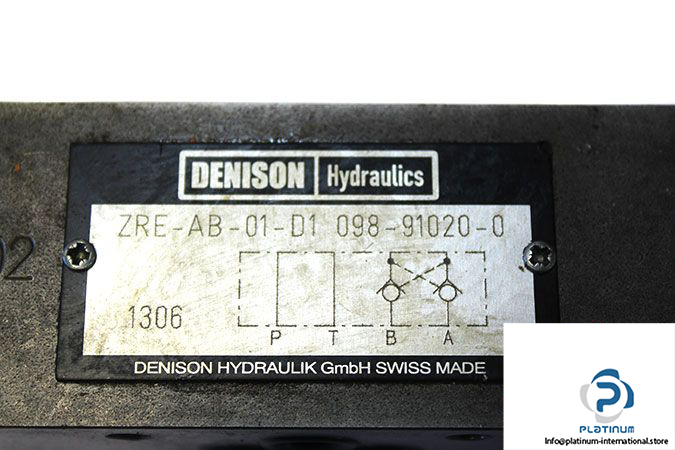 DENISON Hydraulics
ZRE-AB-01-D1 098-91020-0
02
1306
P T B A
DENISON HYDRAULIK GmbH SWISS MADE
PLATINUM
Info@platinum-international.store